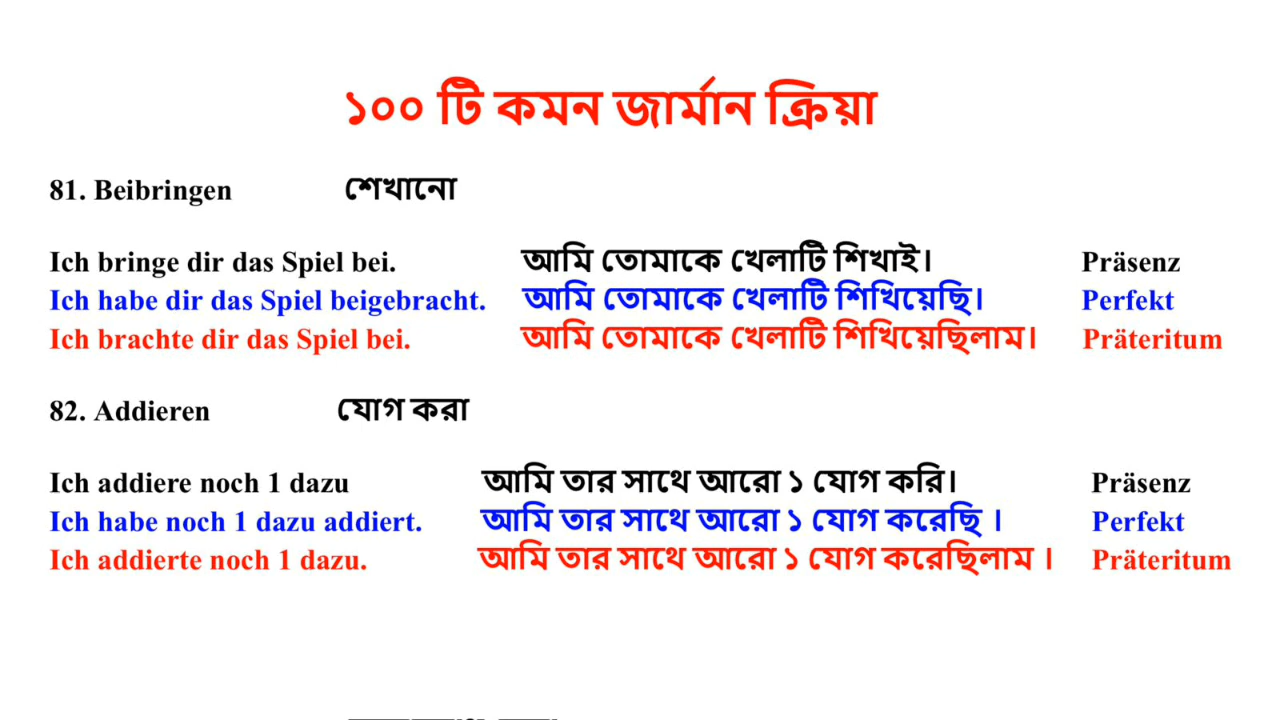 ১০০ টি কমন জার্মান ক্রিয়া
81. Beibringen শেখানো
Ich bringe dir das Spiel bei. আমি তোমাকে খেলাটি শিখাই। Präsenz
Ich habe dir das Spiel beigebracht. আমি তোমাকে খেলাটি শিখিয়েছি। Perfekt
Ich brachte dir das Spiel bei. আমি তোমাকে খেলাটি শিখিয়েছিলাম। Präteritum
82. Addieren যোগ করা
Ich addiere noch 1 dazu আমি তার সাথে আরো ১ যোগ করি। Präsenz
Ich habe noch 1 dazu addiert. আমি তার সাথে আরো ১ যোগ করেছি । Perfekt
Ich addierte noch 1 dazu. আমি তার সাথে আরো ১ যোগ করেছিলাম । Präteritum